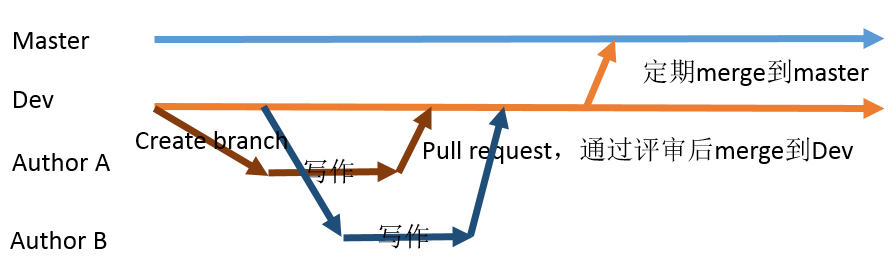 Master
定期merge到master
Dev
Create branch
Pull request，通过评审后merge到Dev
Author A
写作
Author B
写作